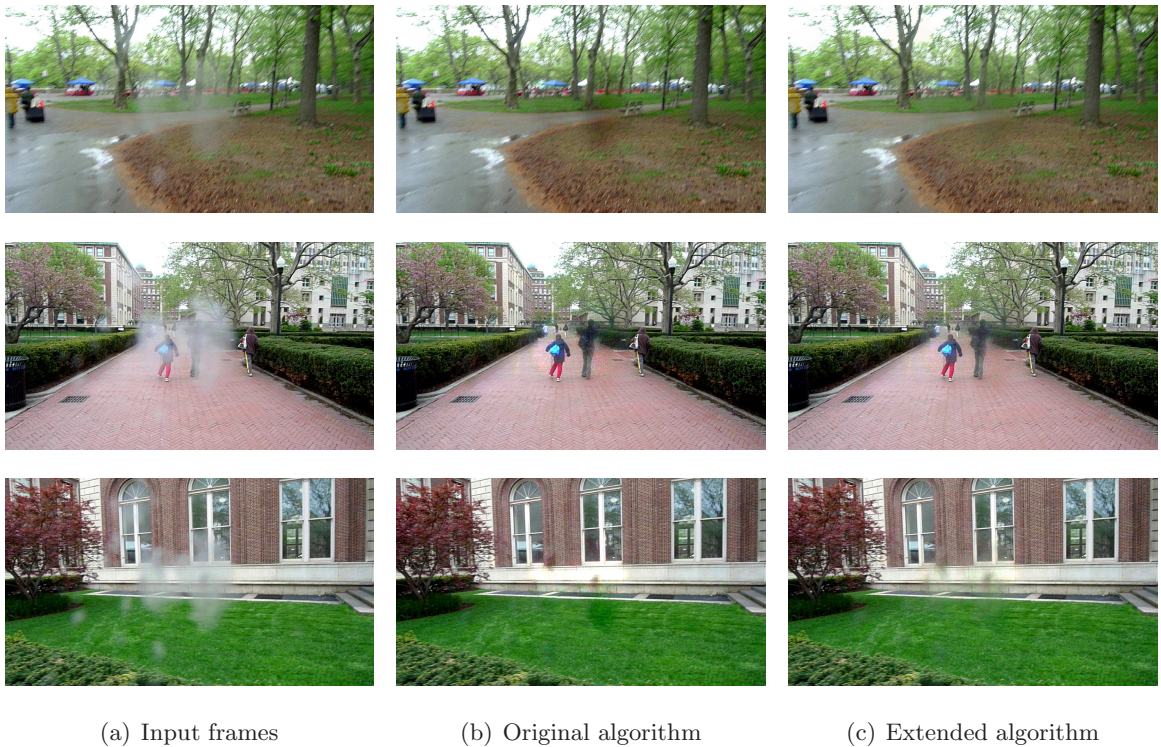 (a) Input frames
(b) Original algorithm
(c) Extended algorithm